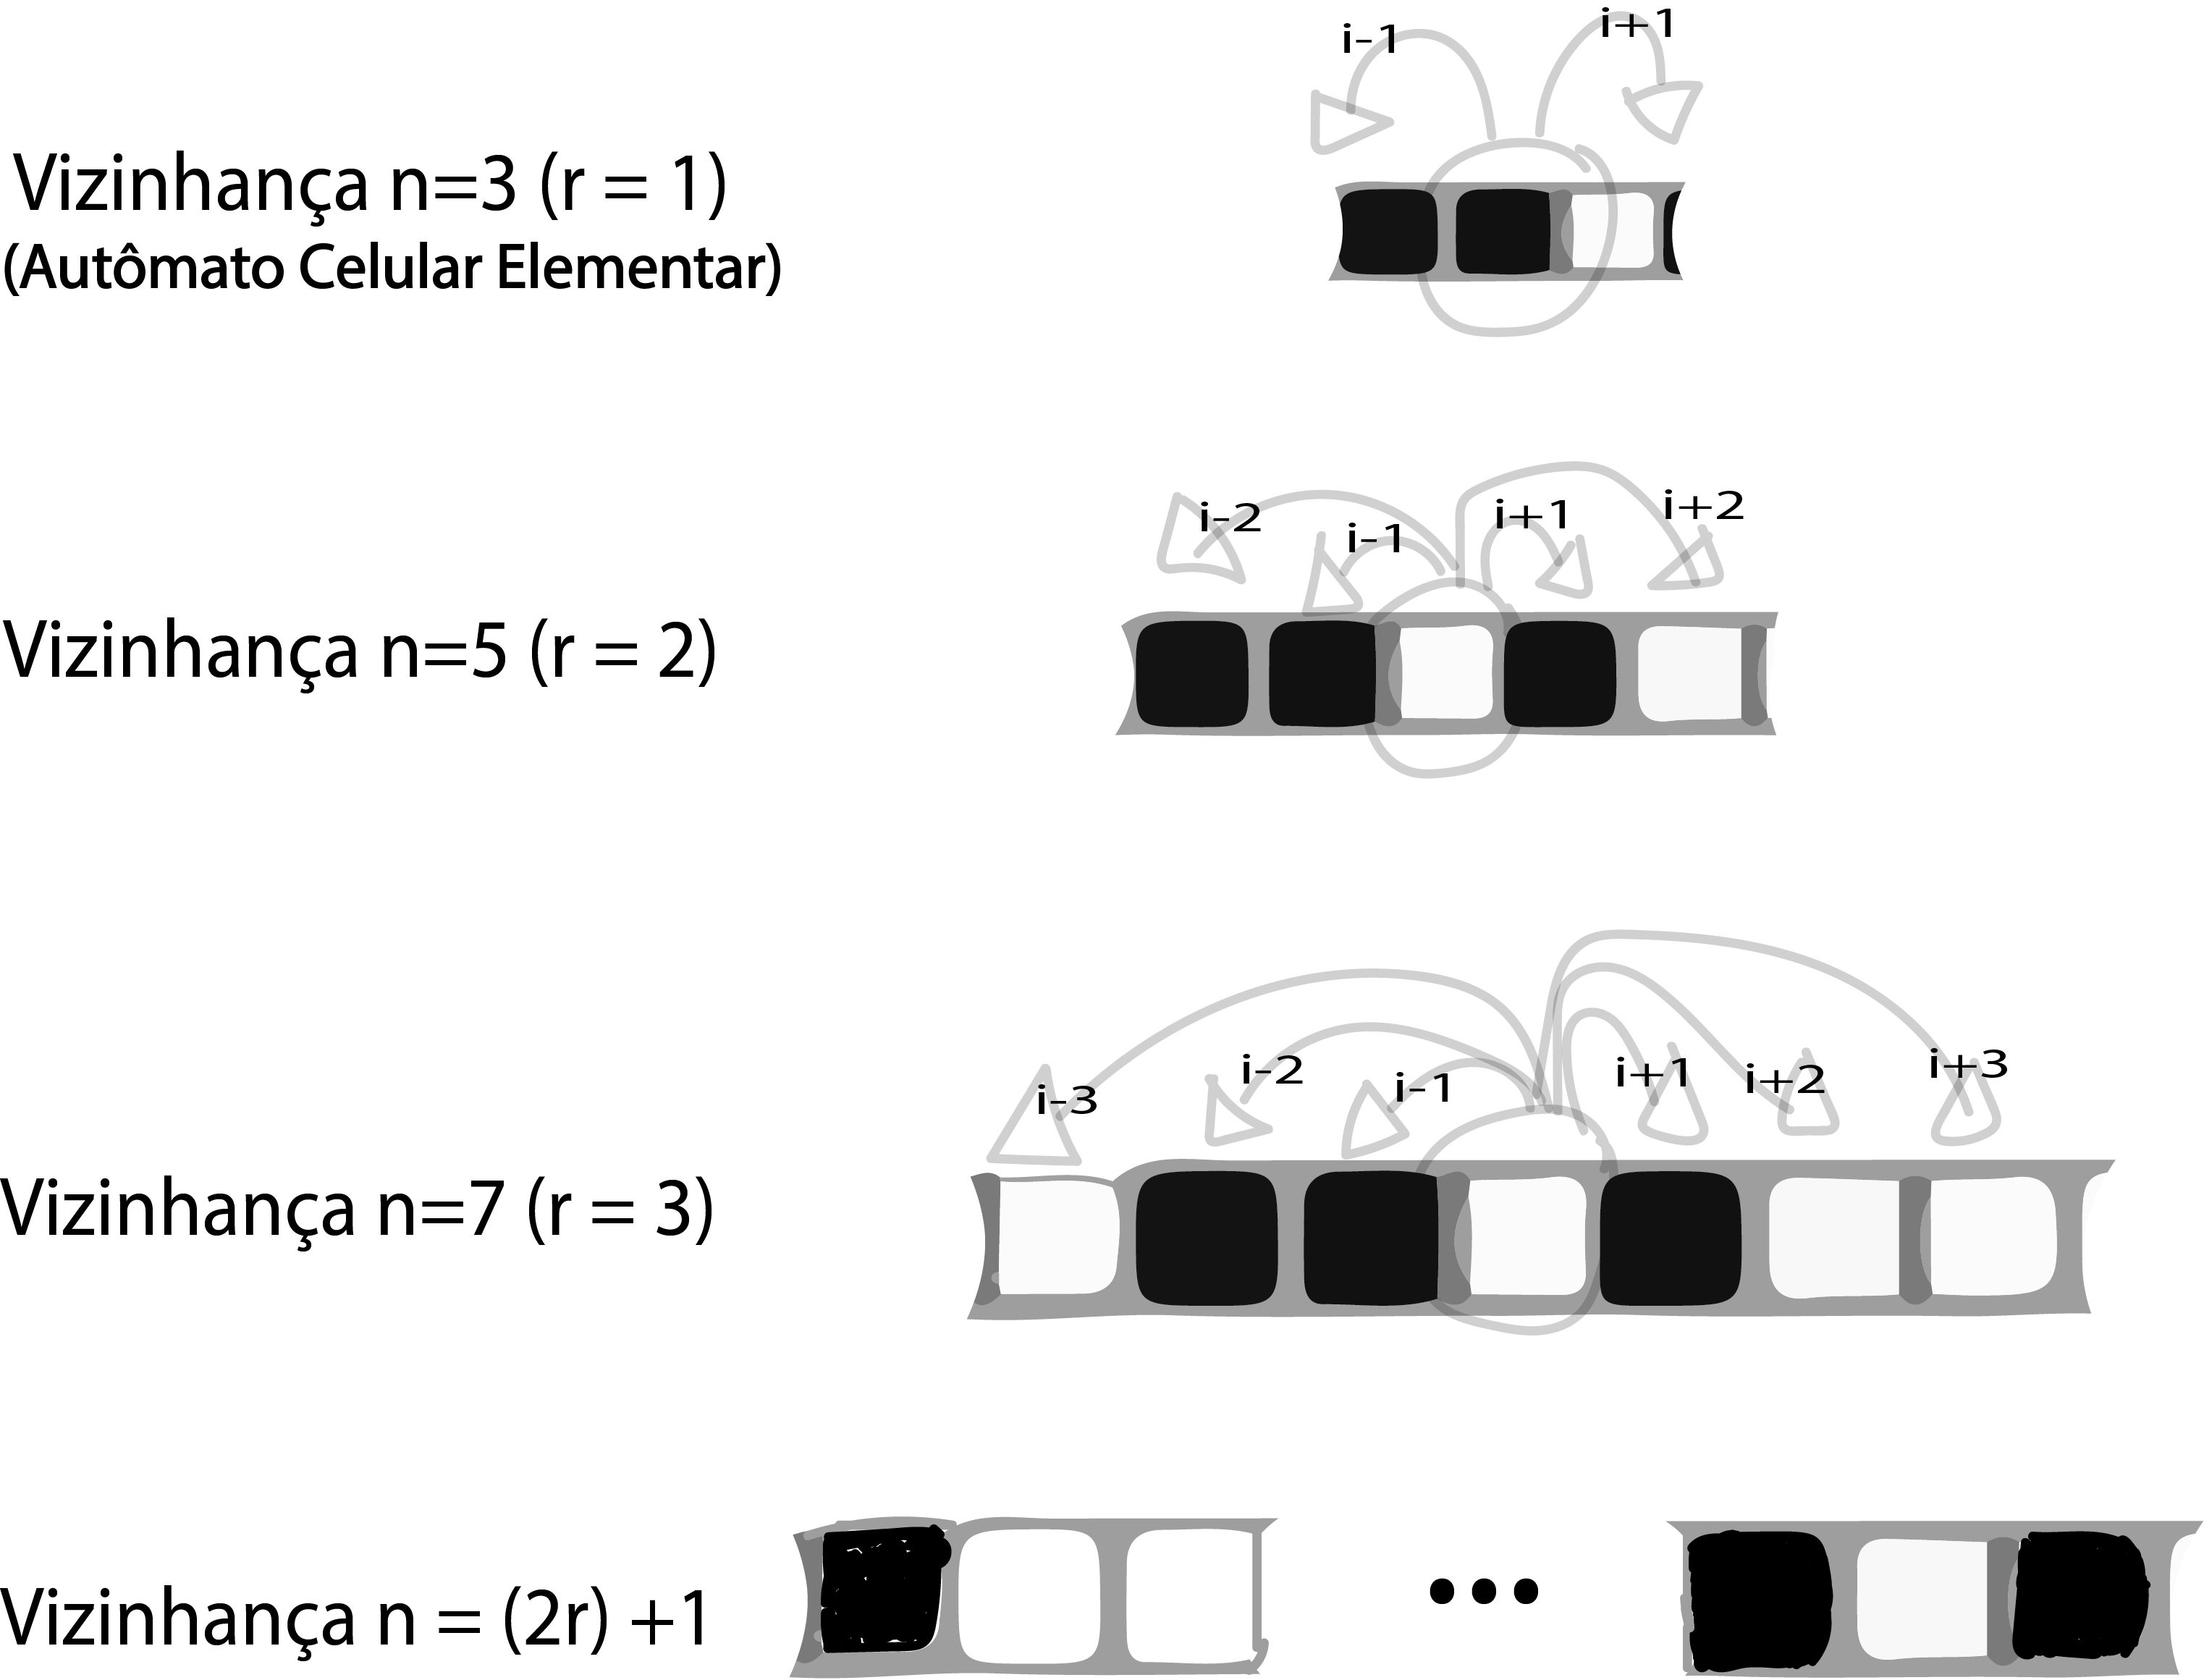 i-1 i+1
Vizinhança n=3 (r = 1)
(Autômato Celular Elementar)
i-2 i-1 i+1 i+2
Vizinhança n=5 (r = 2)
i-3 i-2 i-1 i+1 i+2 i+3
Vizinhança n=7 (r = 3)
Vizinhança n = (2r) +1